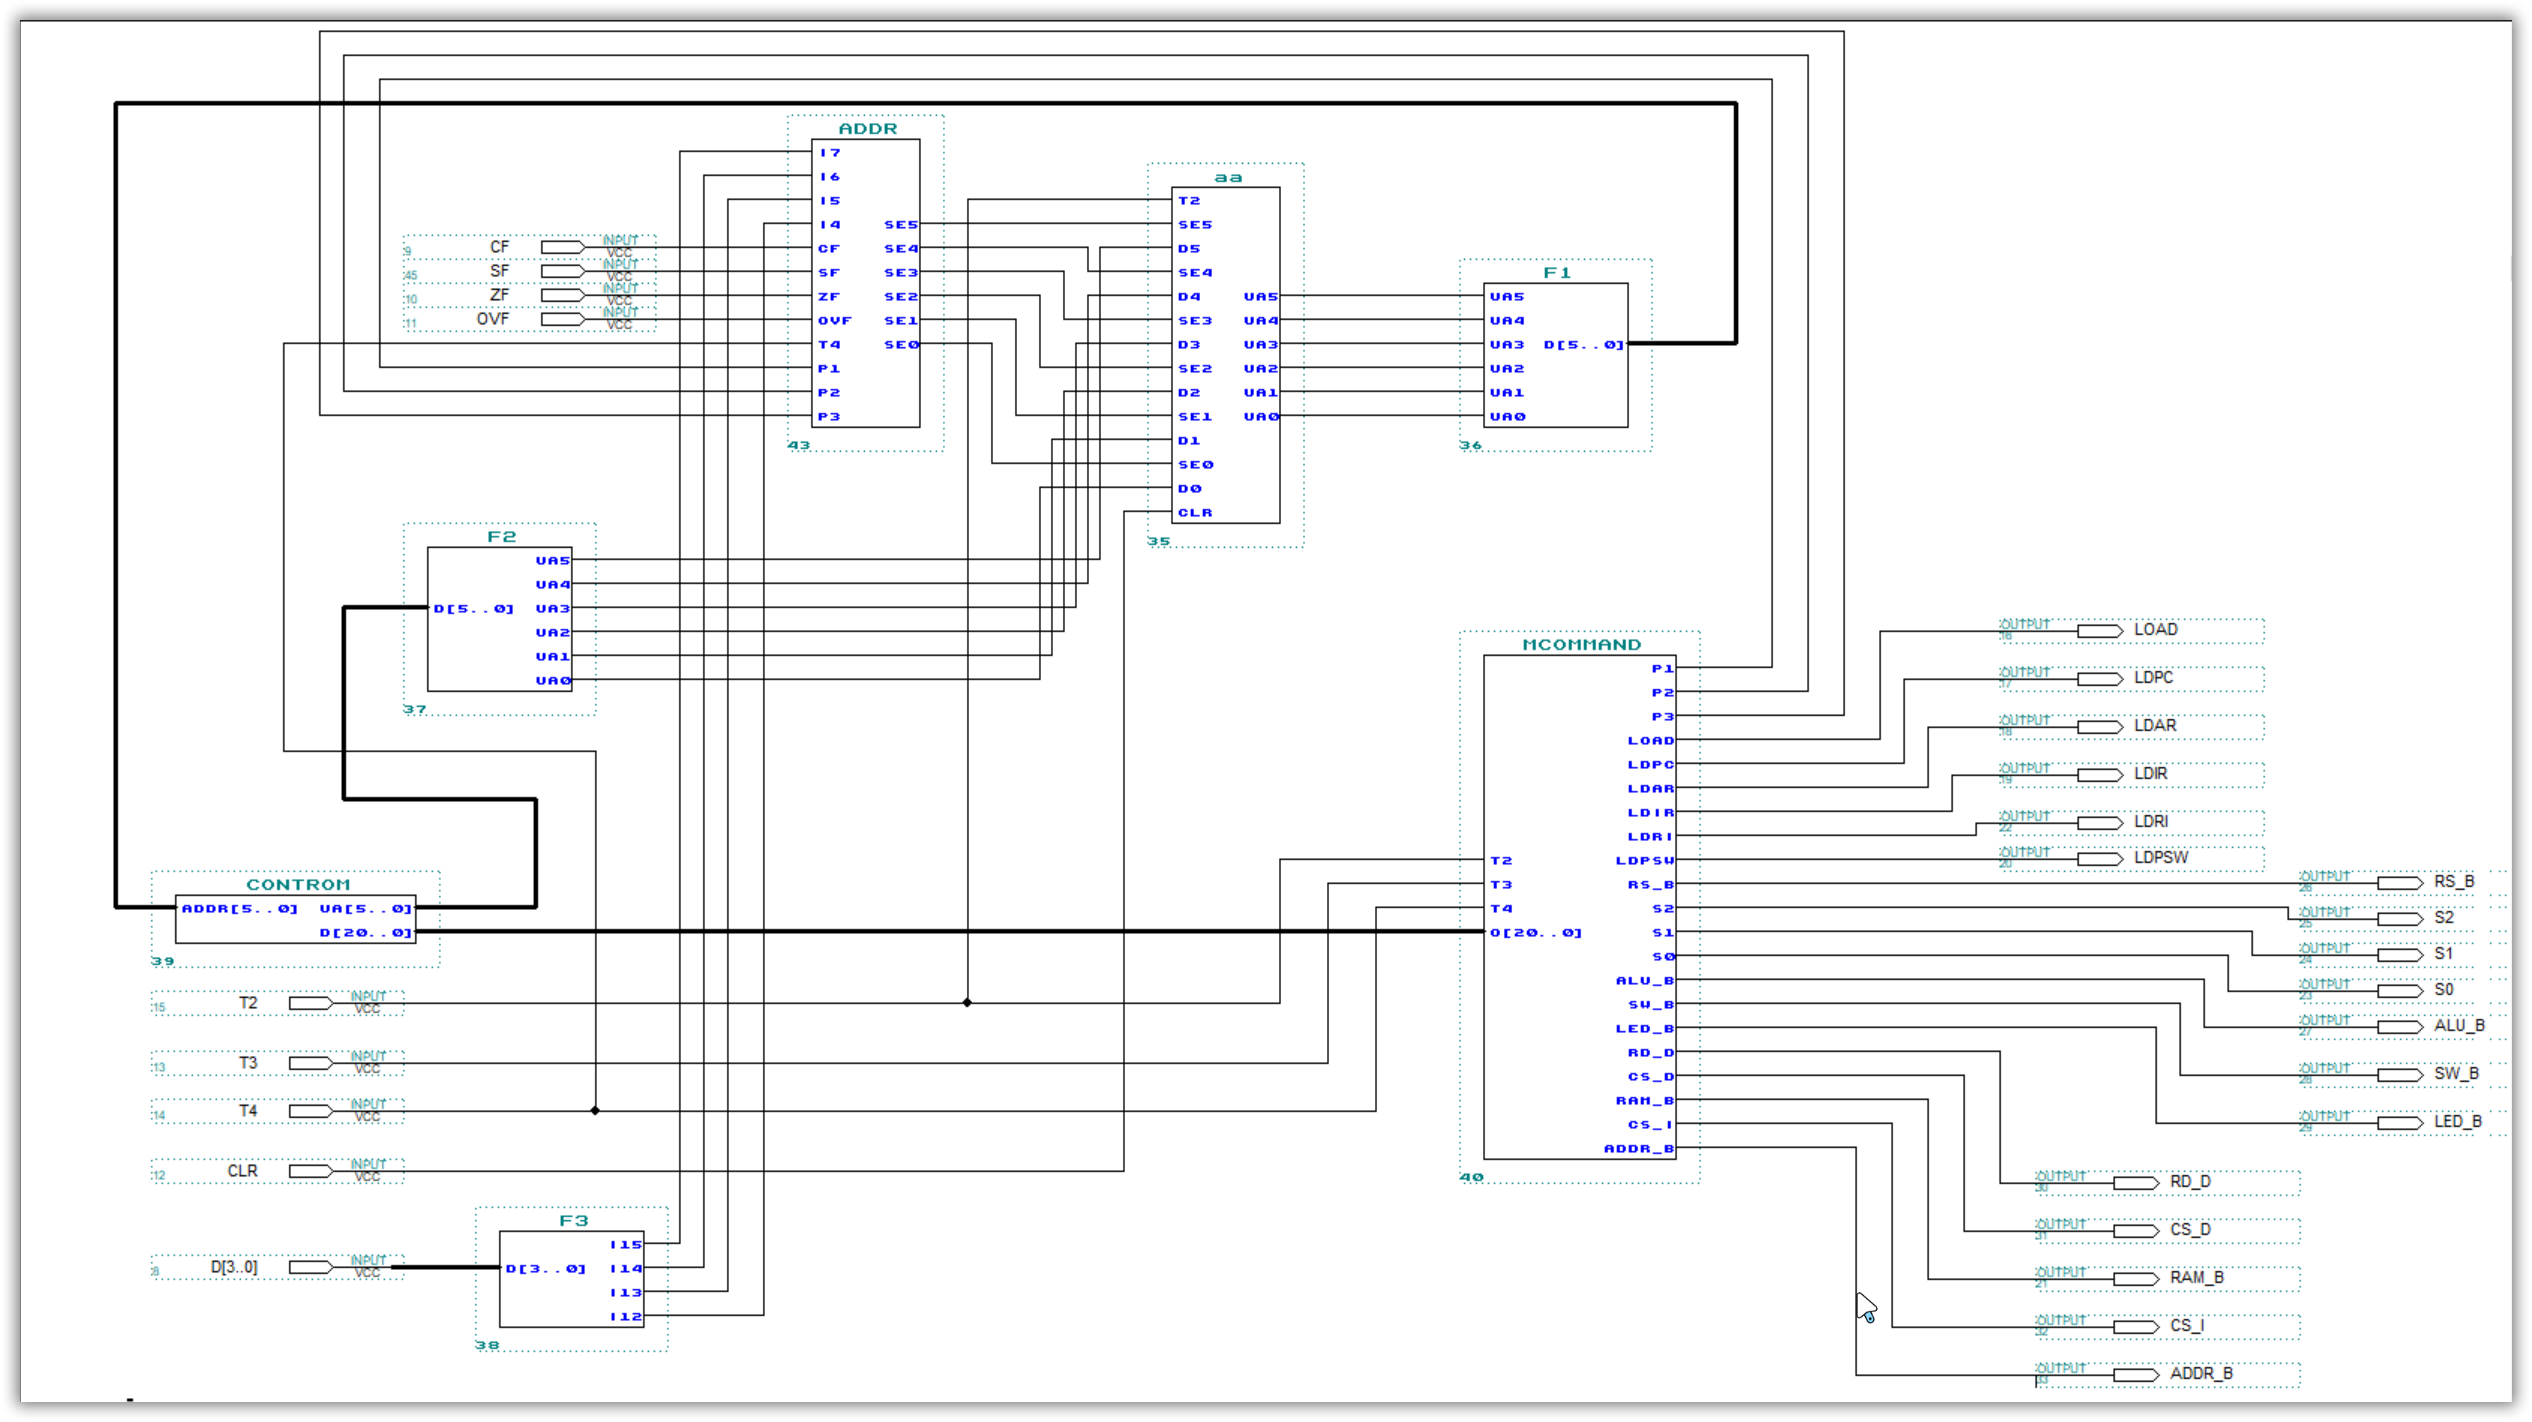 ADDR
I7
I6
I5
I4 SE5
CF SE4
SF SE3
ZF SE2
OVF SE1
T4 SE0
P1
P2
P3
43
9 CF INPUT VCC
45 SF INPUT VCC
10 ZF INPUT VCC
11 OVF INPUT VCC
aa
T2
SE5
D5
SE4
D4 UA5
SE3 UA4
D3 UA3
SE2 UA2
D2 UA1
SE1 UA0
D1
SE0
D0
CLR
35
F1
UA5
UA4
UA3 D[5..0]
UA2
UA1
UA0
36
F2
UA5
UA4
D[5..0] UA3
UA2
UA1
UA0
37
CONTROM
ADDR[5..0] UA[5..0]
D[20..0]
39
15 T2 INPUT VCC
13 T3 INPUT VCC
14 T4 INPUT VCC
12 CLR INPUT VCC
8 D[3..0] INPUT VCC
F3
I15
D[3..0] I14
I13
I12
38
MCOMMAND
P1
P2
P3
LOAD
LDPC
LDAR
LDIR
LDRI
T2 LDPSW
T3 RS_B
T4 S2
O[20..0] S1
S0
ALU_B
SW_B
LED_B
RD_D
CS_D
RAM_B
CS_I
ADDR_B
40
OUTPUT 16 LOAD
OUTPUT 17 LDPC
OUTPUT 18 LDAR
OUTPUT 19 LDIR
OUTPUT 22 LDRI
OUTPUT 20 LDPSW
OUTPUT 26 RS_B
OUTPUT 25 S2
OUTPUT 24 S1
OUTPUT 23 S0
OUTPUT 27 ALU_B
OUTPUT 28 SW_B
OUTPUT 29 LED_B
OUTPUT 30 RD_D
OUTPUT 31 CS_D
OUTPUT 21 RAM_B
OUTPUT 32 CS_I
OUTPUT 33 ADDR_B